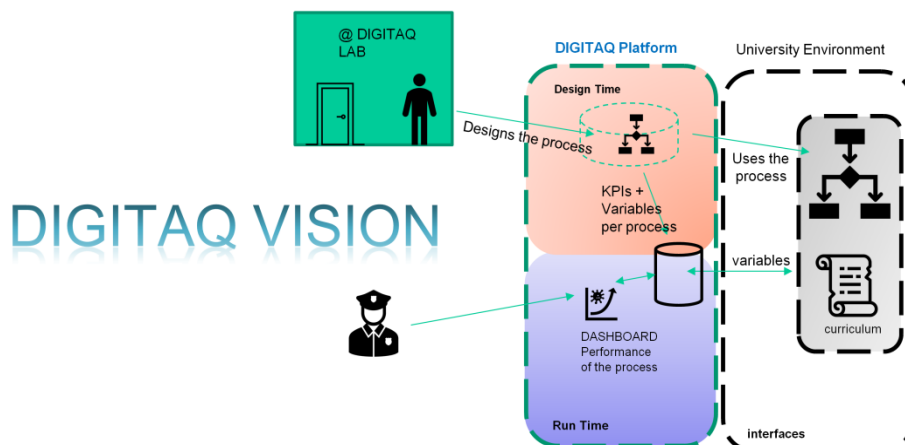 @ DIGITAQ
LAB
DIGITAQ Platform
University Environment
Design Time
Designs the process
Uses the
process
KPIs +
Variables
per process
DIGITAQ VISION
variables
DASHBOARD
Performance
of the process
curriculum
Run Time
interfaces